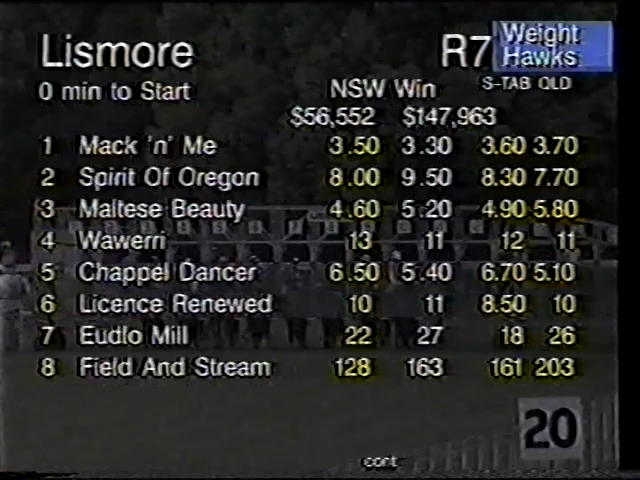 Lismore R7 Weight Hawks
0 min to Start NSW Win S-TAB QLD
$56,552 $147,963
1 Mack 'n' Me 3.50 3.30 3.60 3.70
2 Spirit Of Oregon 8.00 9.50 8.30 7.70
3 Maltese Beauty 4.60 5.20 4.90 5.80
4 Wawerri 13 11 12 11
5 Chappel Dancer 6.50 5.40 6.70 5.10
6 Licence Renewed 10 11 8.50 10
7 Eudlo Mill 22 27 18 26
8 Field And Stream 128 163 161 203
20
cont